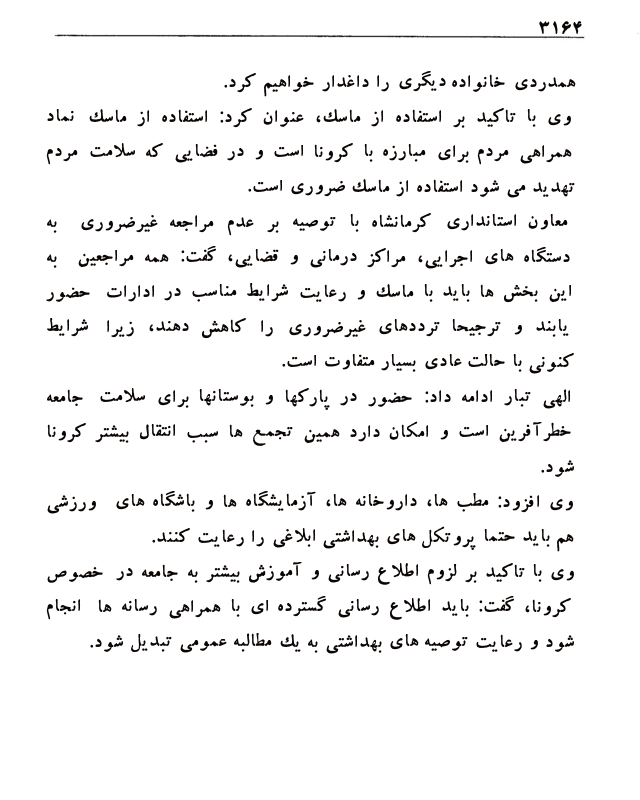 ۳۱۶۴
همدردی خانواده دیگری را داغدار خواهیم کرد.
وی با تاکید بر استفاده از ماسك، عنوان کرد: استفاده از ماسك نماد
همراهی مردم برای مبارزه با کرونا است و در فضایی که سلامت مردم
تهدید می شود استفاده از ماسك ضروری است.
معاون استانداری کرمانشاه با توصیه بر عدم مراجعه غیرضروری به
دستگاه های اجرایی، مراکز درمانی و قضایی، گفت: همه مراجعین به
این بخش ها باید با ماسك و رعایت شرایط مناسب در ادارات حضور
یابند و ترجیحا ترددهای غیرضروری را کاهش دهند، زیرا شرایط
کنونی با حالت عادی بسیار متفاوت است.
الهی تبار ادامه داد: حضور در پارکها و بوستانها برای سلامت جامعه
خطرآفرین است و امکان دارد همین تجمع ها سبب انتقال بیشتر کرونا
شود.
وی افزود: مطب ها، داروخانه ها، آزمایشگاه ها و باشگاه های ورزشی
هم باید حتما پروتکل های بهداشتی ابلاغی را رعایت کنند.
وی با تاکید بر لزوم اطلاع رسانی و آموزش بیشتر به جامعه در خصوص
کرونا، گفت: باید اطلاع رسانی گسترده ای با همراهی رسانه ها انجام
شود و رعایت توصیه های بهداشتی به یك مطالبه عمومی تبدیل شود.